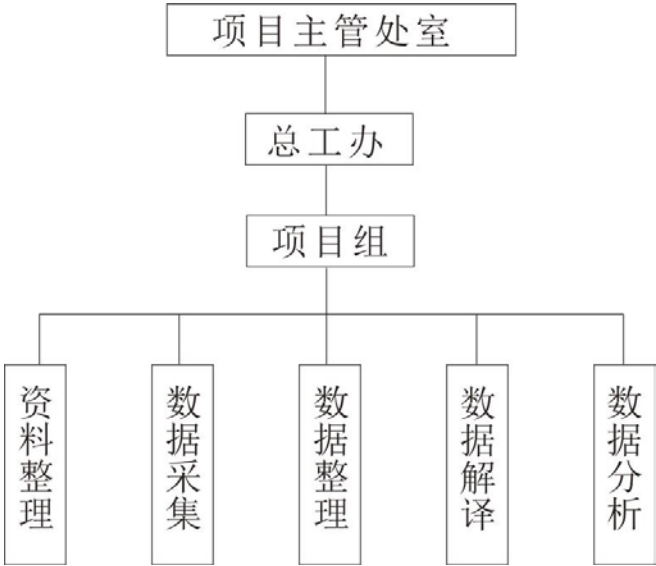 项目主管处室
总工办
项目组
资料整理
数据采集
数据整理
数据解译
数据分析